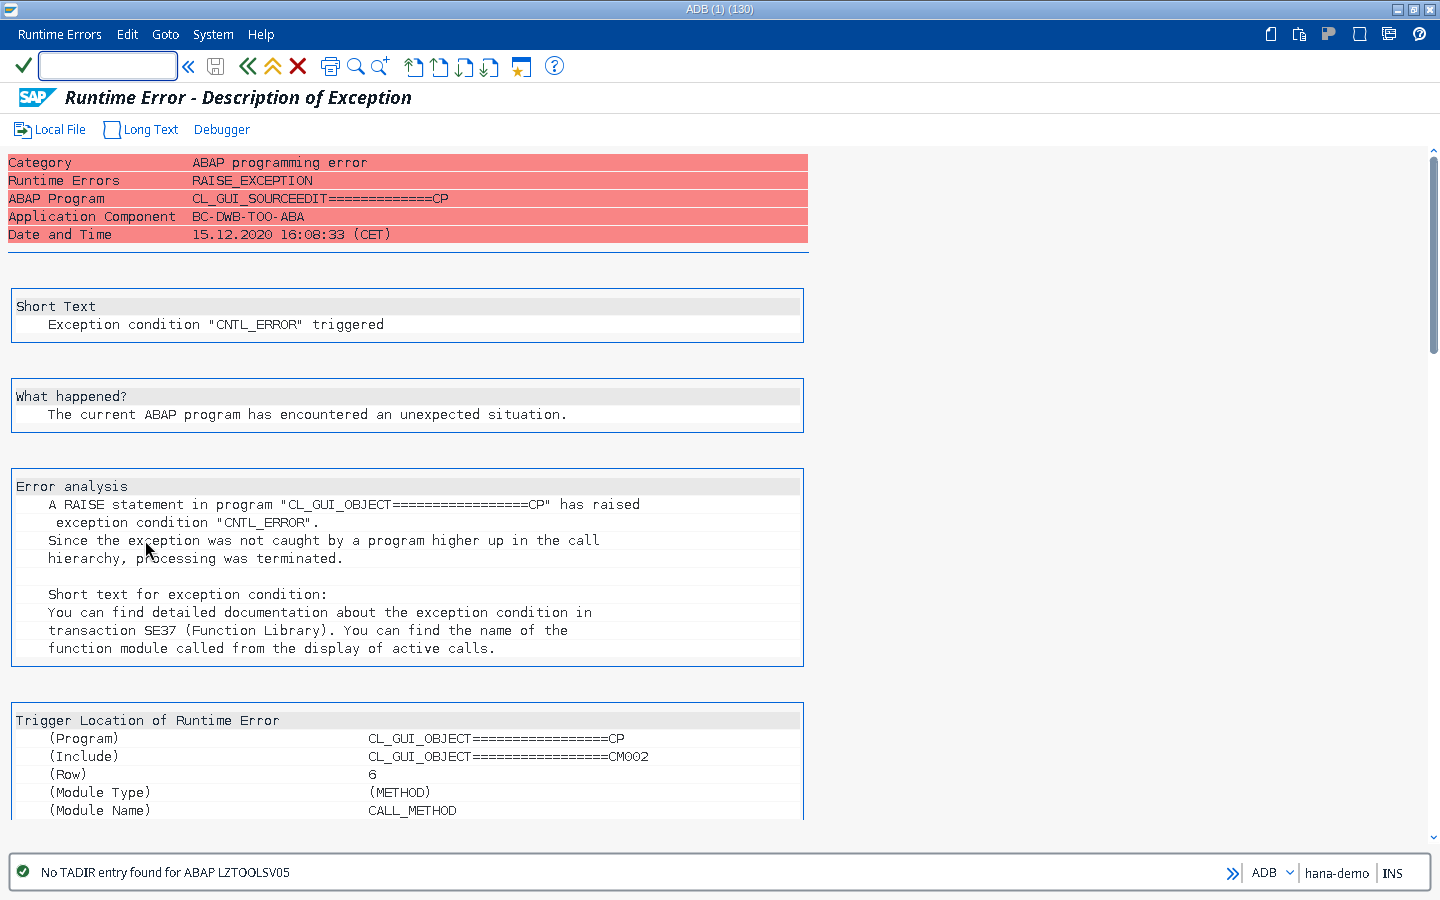 ADB (1) (130)
Runtime Errors Edit Goto System Help
SAP Runtime Error - Description of Exception
Local File Long Text Debugger
Category ABAP programming error
Runtime Errors RAISE_EXCEPTION
ABAP Program CL_GUI_SOURCEEDIT=============CP
Application Component BC-DWB-TOO-ABA
Date and Time 15.12.2020 16:08:33 (CET)
Short Text
Exception condition "CNTL_ERROR" triggered
What happened?
The current ABAP program has encountered an unexpected situation.
Error analysis
A RAISE statement in program "CL_GUI_OBJECT=================CP" has raised
exception condition "CNTL_ERROR".
Since the exception was not caught by a program higher up in the call
hierarchy, processing was terminated.
Short text for exception condition:
You can find detailed documentation about the exception condition in
transaction SE37 (Function Library). You can find the name of the
function module called from the display of active calls.
Trigger Location of Runtime Error
(Program) CL_GUI_OBJECT=================CP
(Include) CL_GUI_OBJECT=================CM002
(Row) 6
(Module Type) (METHOD)
(Module Name) CALL_METHOD
No TADIR entry found for ABAP LZTOOLSV05
ADB hana-demo INS